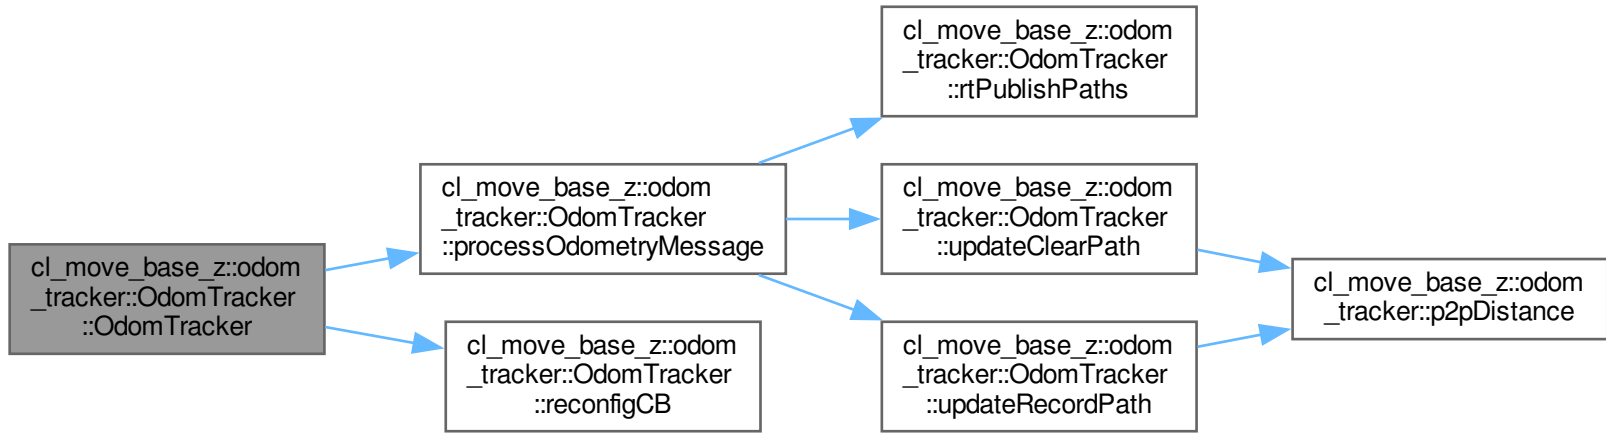 cl_move_base_z::odom
_tracker::OdomTracker
::OdomTracker
cl_move_base_z::odom
_tracker::OdomTracker
::processOdometryMessage
cl_move_base_z::odom
_tracker::OdomTracker
::reconfigCB
cl_move_base_z::odom
_tracker::OdomTracker
::rtPublishPaths
cl_move_base_z::odom
_tracker::OdomTracker
::updateClearPath
cl_move_base_z::odom
_tracker::OdomTracker
::updateRecordPath
cl_move_base_z::odom
_tracker::p2pDistance